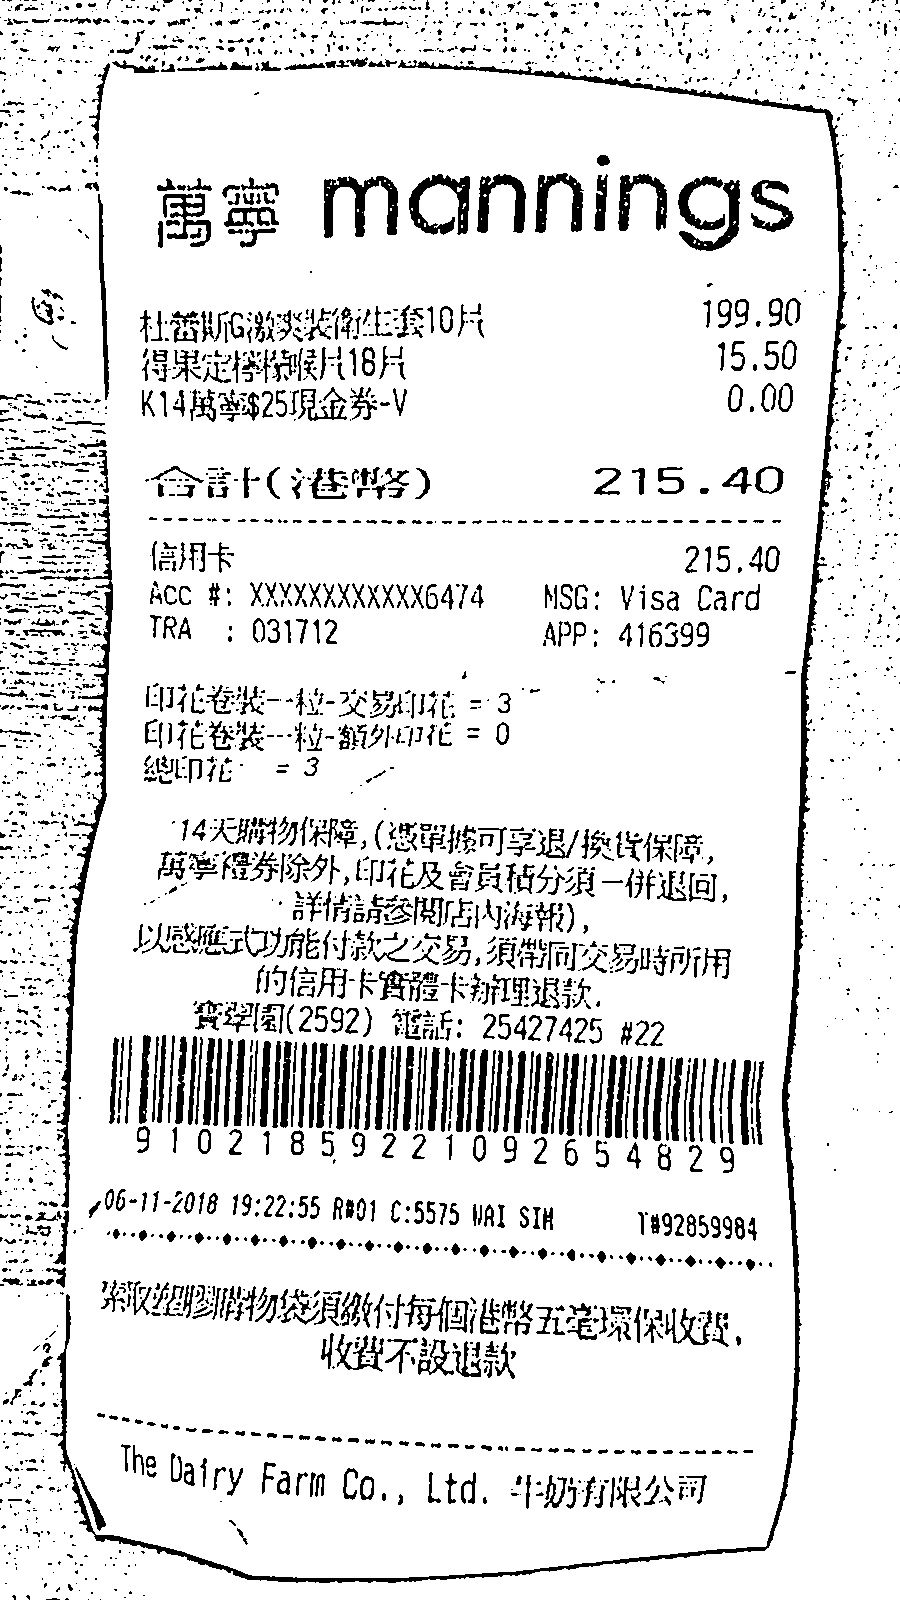 萬寧 mannings
杜蕾斯G激爽裝衛生套10片 199.90
得果定檸檬喉片18片 15.50
K14萬寧$25現金券-V 0.00
合計(港幣) 215.40
信用卡 215.40
Acc #: XXXXXXXXXXXX6474 MSG: Visa Card
TRA : 031712 APP: 416399
印花卷裝--粒-交易印花 = 3
印花卷裝--粒-額外印花 = 0
總印花 = 3
14天購物保障,(憑單據可享退/換貨保障,
萬寧禮券除外,印花及會員積分須一併退回,
詳情請參閱店內海報),
以感應式功能付款之交易,須帶同交易時所用
的信用卡實體卡辦理退款.
寶翠園(2592) 電話: 25427425 #22
91021859221092654829
06-11-2018 19:22:55 R#01 C:5575 WAI SIM T#92859984
索取塑膠購物袋須繳付每個港幣五毫環保收費,
收費不設退款
The Dairy Farm Co., Ltd. 牛奶有限公司